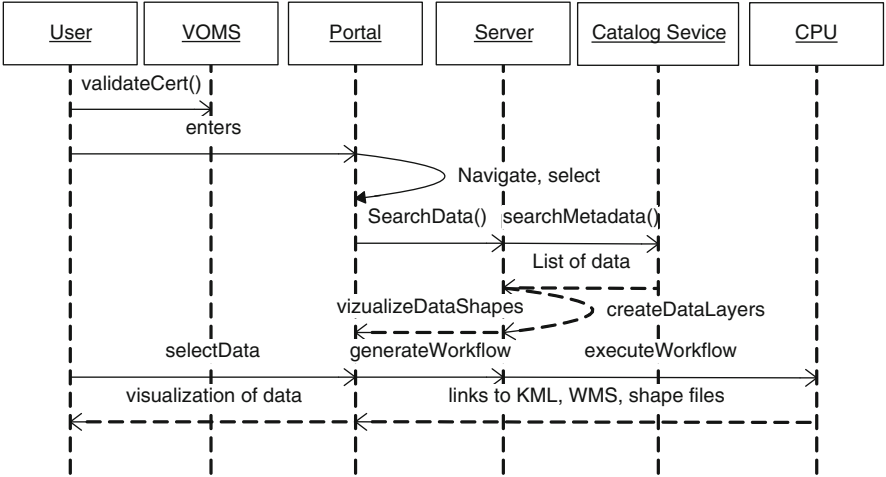 User VOMS Portal Server Catalog Sevice CPU
validateCert()
enters
Navigate, select
SearchData() searchMetadata()
List of data
vizualizeDataShapes createDataLayers
selectData generateWorkflow executeWorkflow
visualization of data links to KML, WMS, shape files